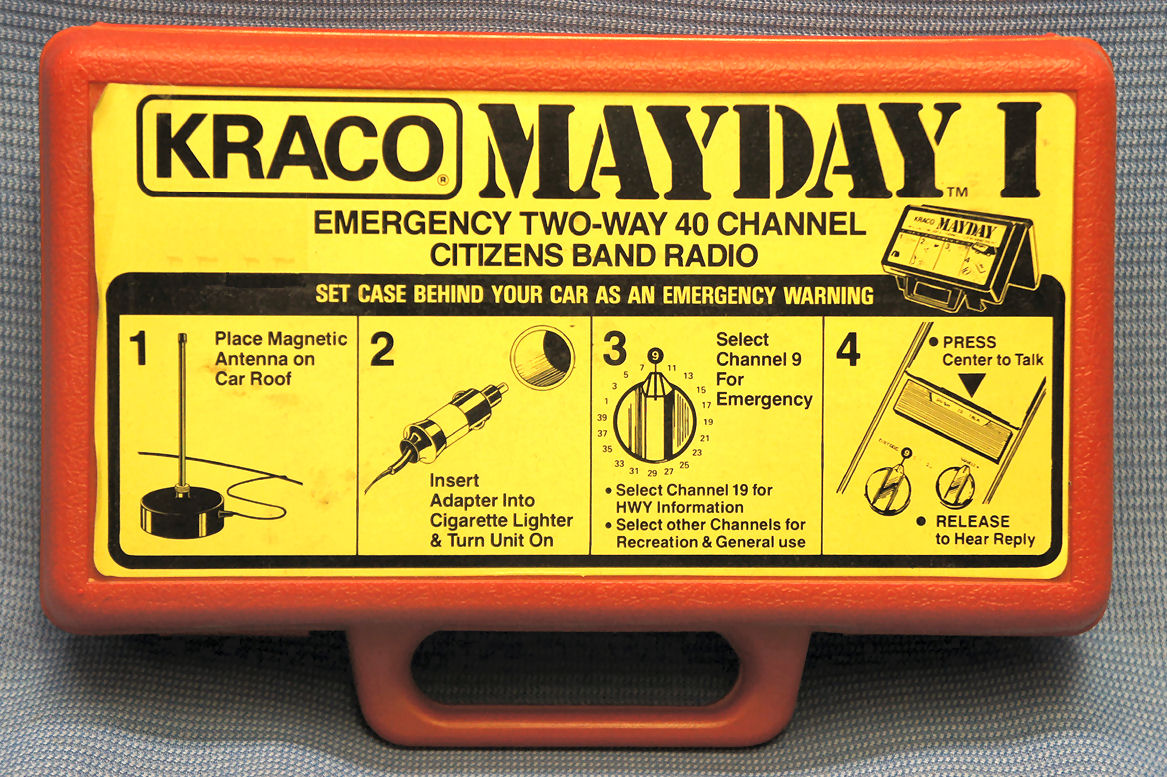 KRACO®
MAYDAY I™
EMERGENCY TWO-WAY 40 CHANNEL
CITIZENS BAND RADIO
KRACO MAYDAY
SET CASE BEHIND YOUR CAR AS AN EMERGENCY WARNING
1
Place Magnetic
Antenna on
Car Roof
2
Insert
Adapter Into
Cigarette Lighter
& Turn Unit On
3
Select
Channel 9
For
Emergency
1 3 5 7 9 11 13 15 17 19 21 23 25 27 29 31 33 35 37 39
• Select Channel 19 for
HWY Information
• Select other Channels for
Recreation & General use
4
• PRESS
Center to Talk
9
• RELEASE
to Hear Reply